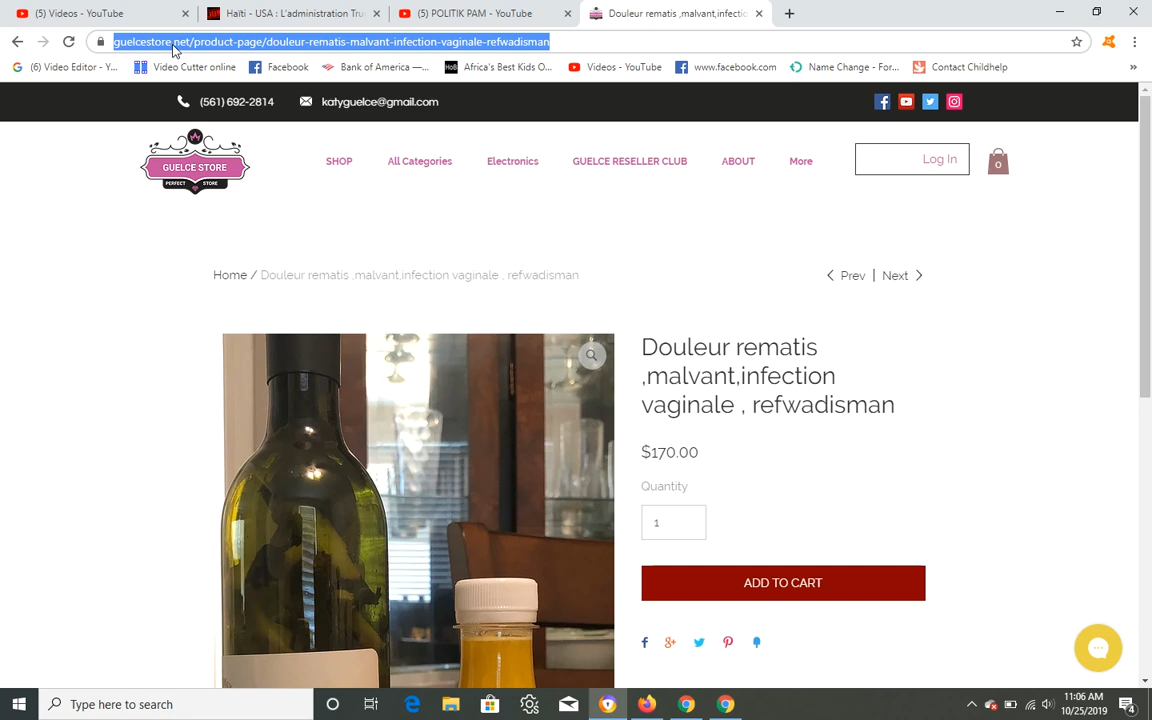 (5) Videos - YouTube
Haïti - USA : L'administration Tru
(5) POLITIK PAM - YouTube
Douleur rematis ,malvant,infectio
guelcestore.net/product-page/douleur-rematis-malvant-infection-vaginale-refwadisman
(6) Video Editor - Y...
Video Cutter online
Facebook
Bank of America —...
HoB
Africa's Best Kids O...
Videos - YouTube
www.facebook.com
Name Change - For...
Contact Childhelp
(561) 692-2814
katyguelce@gmail.com
GUELCE STORE
PERFECT STORE
SHOP
All Categories
Electronics
GUELCE RESELLER CLUB
ABOUT
More
Log In
0
Home / Douleur rematis ,malvant,infection vaginale , refwadisman
Prev | Next
Douleur rematis
,malvant,infection
vaginale , refwadisman
$170.00
Quantity
1
ADD TO CART
Type here to search
11:06 AM
10/25/2019
4